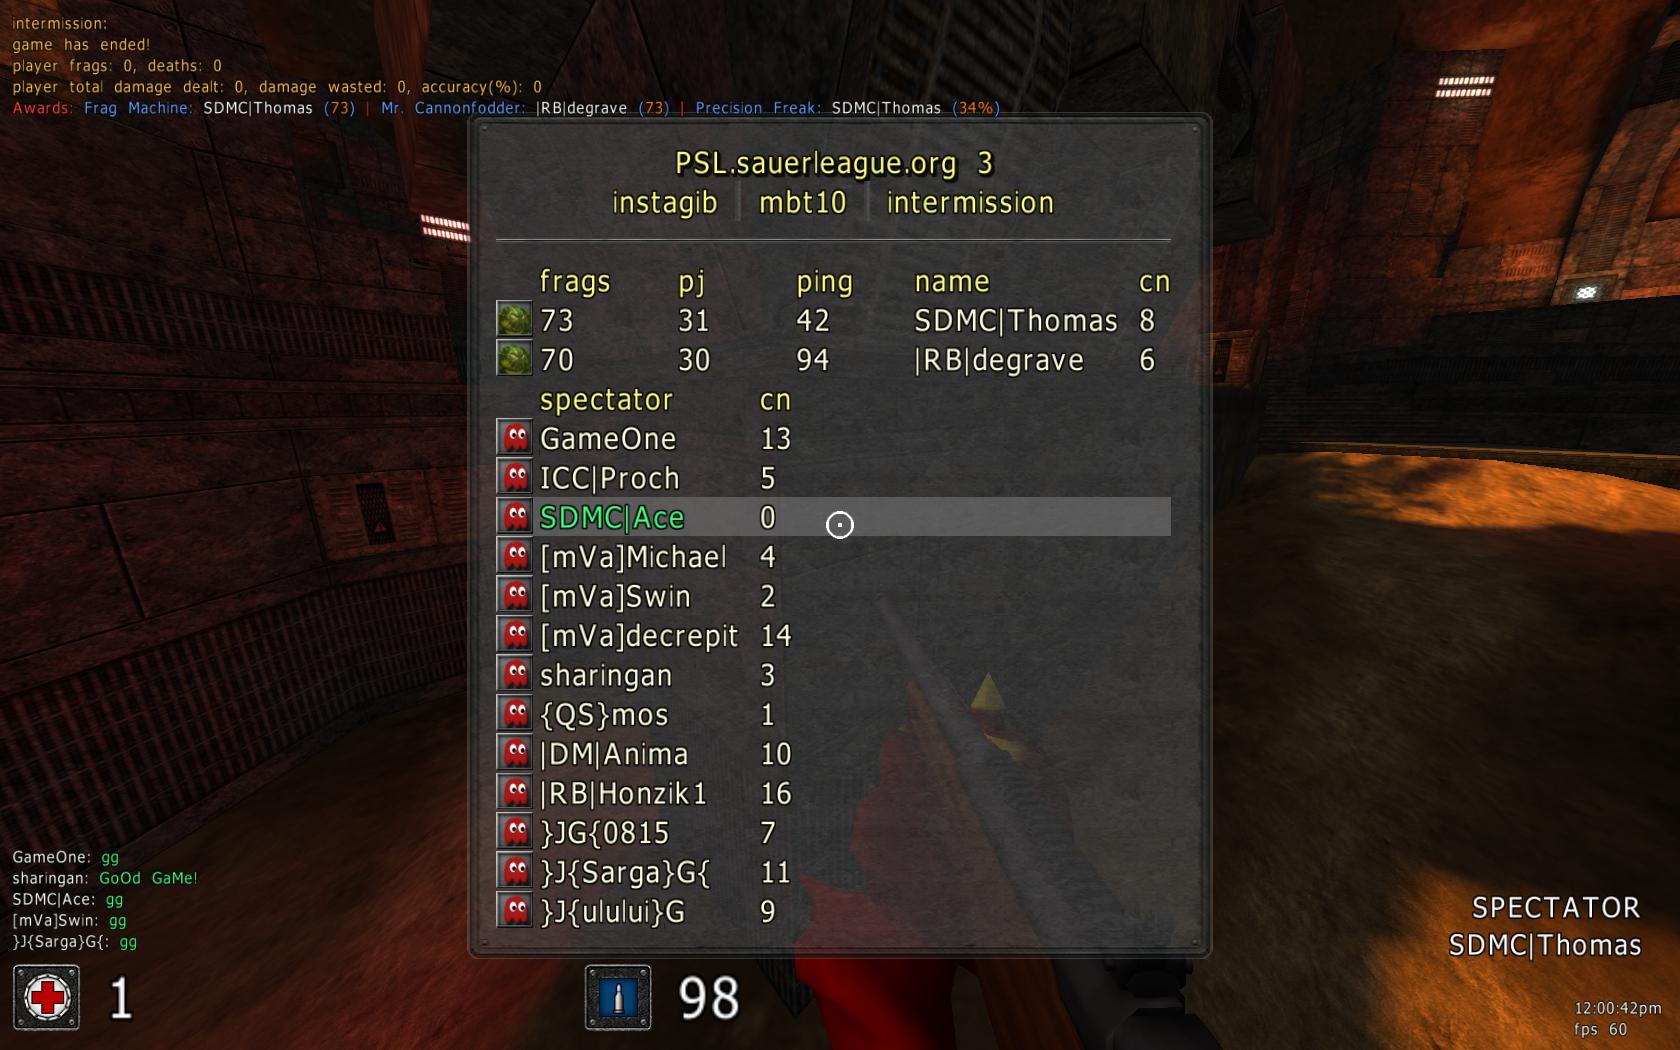 intermission:
game has ended!
player frags: 0, deaths: 0
player total damage dealt: 0, damage wasted: 0, accuracy(%): 0
Awards: Frag Machine: SDMC|Thomas (73) | Mr. Cannonfodder: |RB|degrave (73) | Precision Freak: SDMC|Thomas (34%)
PSL.sauerleague.org 3
instagib mbt10 intermission
frags pj ping name cn
73 31 42 SDMC|Thomas 8
70 30 94 |RB|degrave 6
spectator cn
GameOne 13
ICC|Proch 5
SDMC|Ace 0
[mVa]Michael 4
[mVa]Swin 2
[mVa]decrepit 14
sharingan 3
{QS}mos 1
|DM|Anima 10
|RB|Honzik1 16
}JG{0815 7
}J{Sarga}G{ 11
}J{ulului}G 9
GameOne: gg
sharingan: GoOd GaMe!
SDMC|Ace: gg
[mVa]Swin: gg
}J{Sarga}G{: gg
1
98
SPECTATOR
SDMC|Thomas
12:00:42pm
fps 60